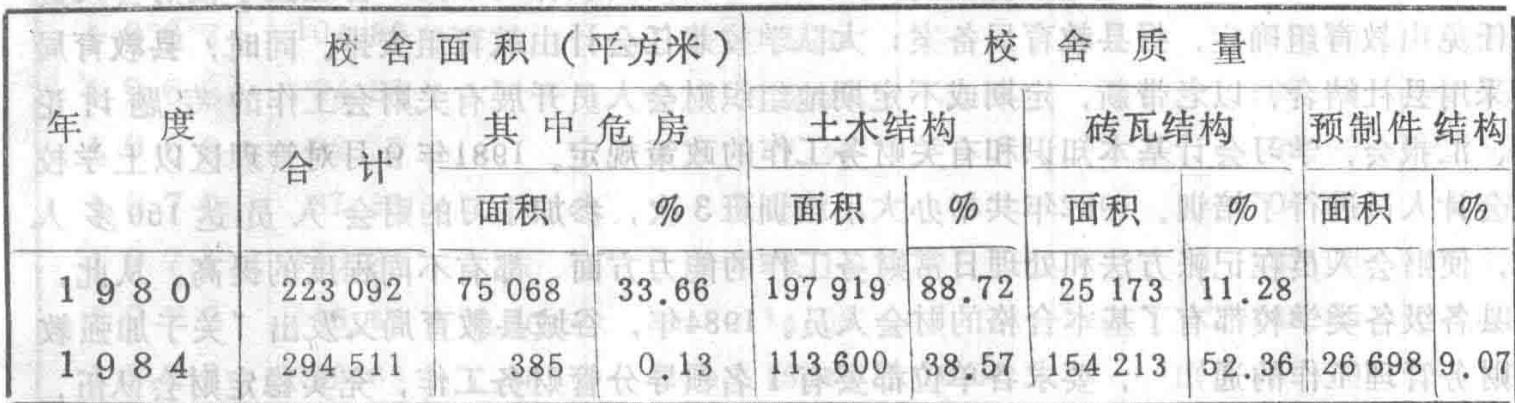 校舍面积(平方米) 校舍质量
年度 合计 其中危房 土木结构 砖瓦结构 预制件结构
面积 % 面积 % 面积 % 面积 %
1980 223 092 75 068 33.66 197 919 88.72 25 173 11.28
1984 294 511 385 0.13 113 600 38.57 154 213 52.36 26 698 9.07